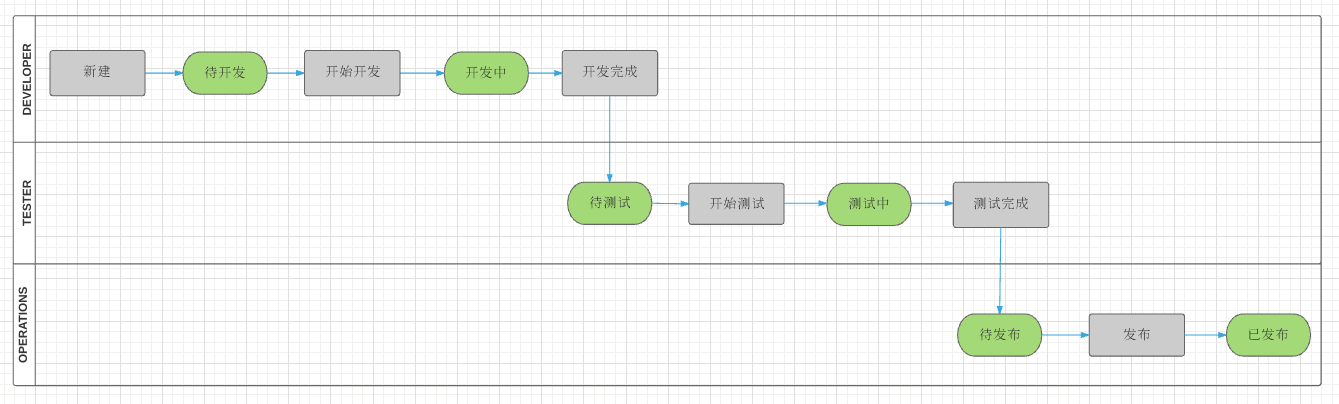 DEVELOPER
新建
待开发
开始开发
开发中
开发完成
TESTER
待测试
开始测试
测试中
测试完成
OPERATIONS
待发布
发布
已发布